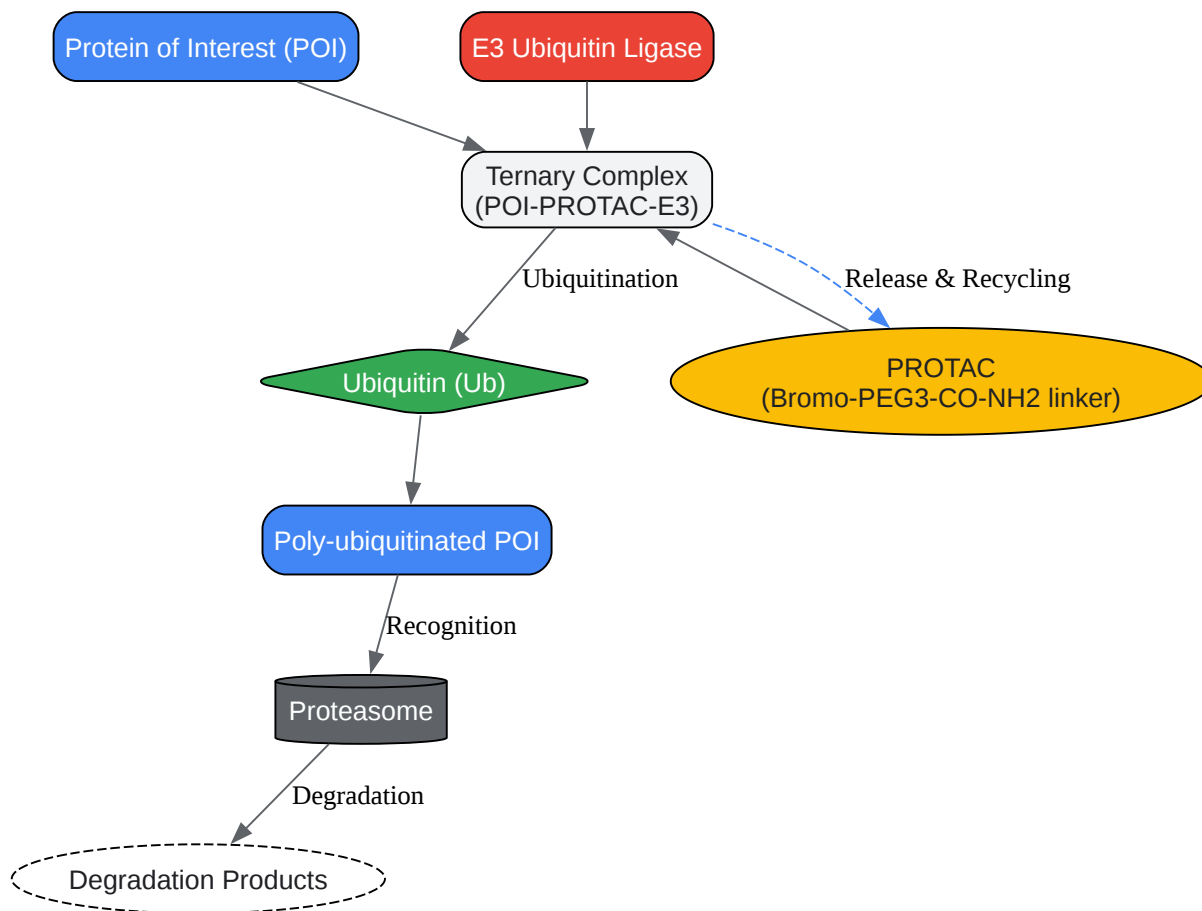 Protein of Interest (POI)
E3 Ubiquitin Ligase
Ternary Complex
(POI-PROTAC-E3)
Ubiquitination
Release & Recycling
Ubiquitin (Ub)
PROTAC
(Bromo-PEG3-CO-NH2 linker)
Poly-ubiquitinated POI
Recognition
Proteasome
Degradation
Degradation Products